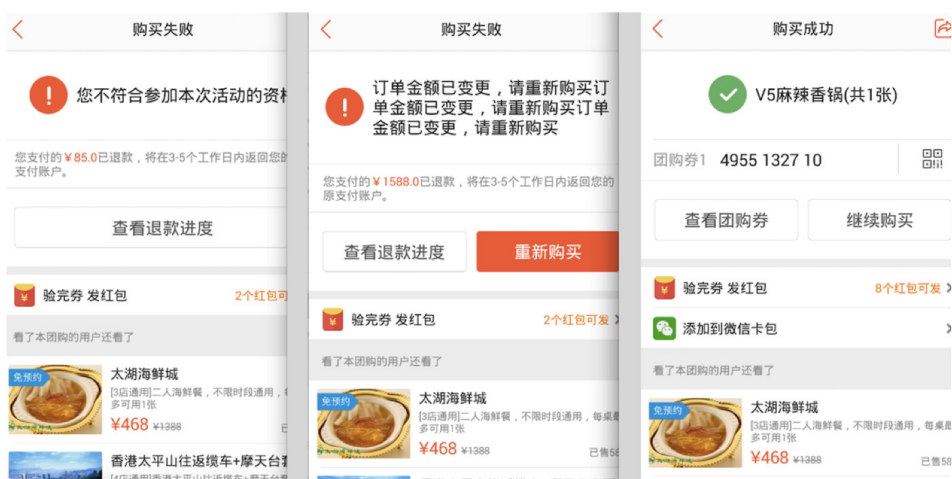 购买失败
您不符合参加本次活动的资
您支付的￥85.0已退款，将在3-5个工作日内返回您的
支付账户。
查看退款进度
验完券 发红包
2个红包可
看了本团购的用户还看了
免预约
太湖海鲜城
[3店通用]二人海鲜餐，不限时段通用，
多可用1张
¥468 ¥1388
香港太平山往返缆车+摩天台
购买失败
订单金额已变更，请重新购买订
单金额已变更，请重新购买订单
金额已变更，请重新购买
您支付的￥1588.0已退款，将在3-5个工作日内返回您的
原支付账户。
查看退款进度
重新购买
验完券 发红包
2个红包可发
看了本团购的用户还看了
免预约
太湖海鲜城
[3店通用]二人海鲜餐，不限时段通用，每桌最
多可用1张
¥468 ¥1388
已售58
购买成功
V5麻辣香锅(共1张)
团购券1 4955 1327 10
查看团购券
继续购买
验完券 发红包
8个红包可发
添加到微信卡包
看了本团购的用户还看了
免预约
太湖海鲜城
[3店通用]二人海鲜餐，不限时段通用，每桌最
多可用1张
¥468 ¥1388
已售58